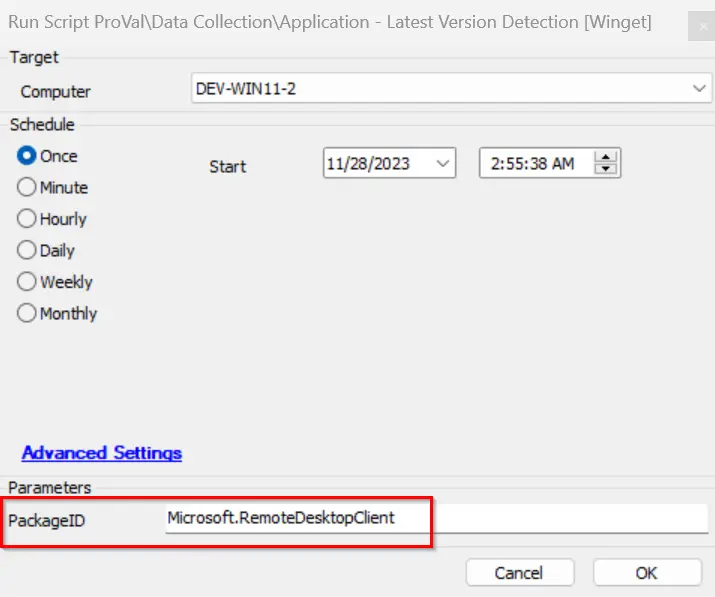 Run Script ProVal\Data Collection\Application - Latest Version Detection [Winget]
Target
Computer DEV-WIN11-2
Schedule
Once Start 11/28/2023 2:55:38 AM
Minute
Hourly
Daily
Weekly
Monthly
Advanced Settings
Parameters
PackageID Microsoft.RemoteDesktopClient
Cancel OK